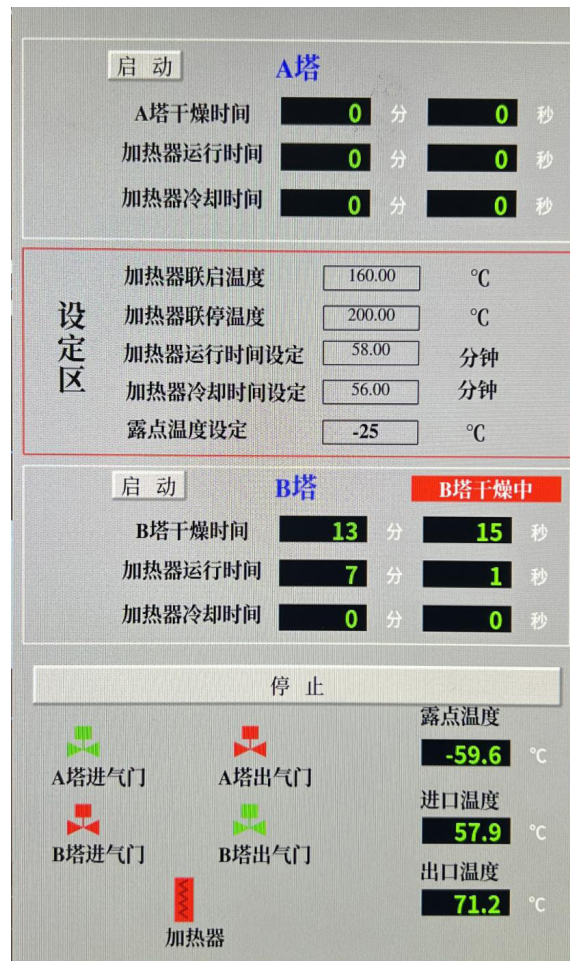 启 动 A塔
A塔干燥时间 0 分 0 秒
加热器运行时间 0 分 0 秒
加热器冷却时间 0 分 0 秒
设定区
加热器联启温度 160.00 °C
加热器联停温度 200.00 °C
加热器运行时间设定 58.00 分钟
加热器冷却时间设定 56.00 分钟
露点温度设定 -25 °C
启 动 B塔 B塔干燥中
B塔干燥时间 13 分 15 秒
加热器运行时间 7 分 1 秒
加热器冷却时间 0 分 0 秒
停 止
露点温度
-59.6 °C
A塔进气门 A塔出气门
进口温度
57.9 °C
B塔进气门 B塔出气门
出口温度
71.2 °C
加热器